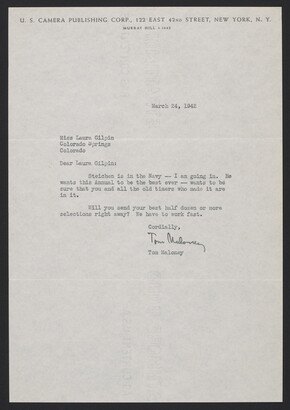 U. S. CAMERA PUBLISHING CORP., 122 EAST 42ND STREET, NEW YORK, N. Y.
MURRAY HILL
March 24, 1942
Miss Laura Gilpin
Colorado Springs
Colorado
Dear Laura Gilpin:
Steichen is in the Navy -- I am going in. He
wants this Annual to be the best ever -- wants to be
sure that you and all the old timers who made it are
in it.
Will you send your best half dozen or more
selections right away? We have to work fast.
Cordially,
Tom Maloney
Tom Maloney